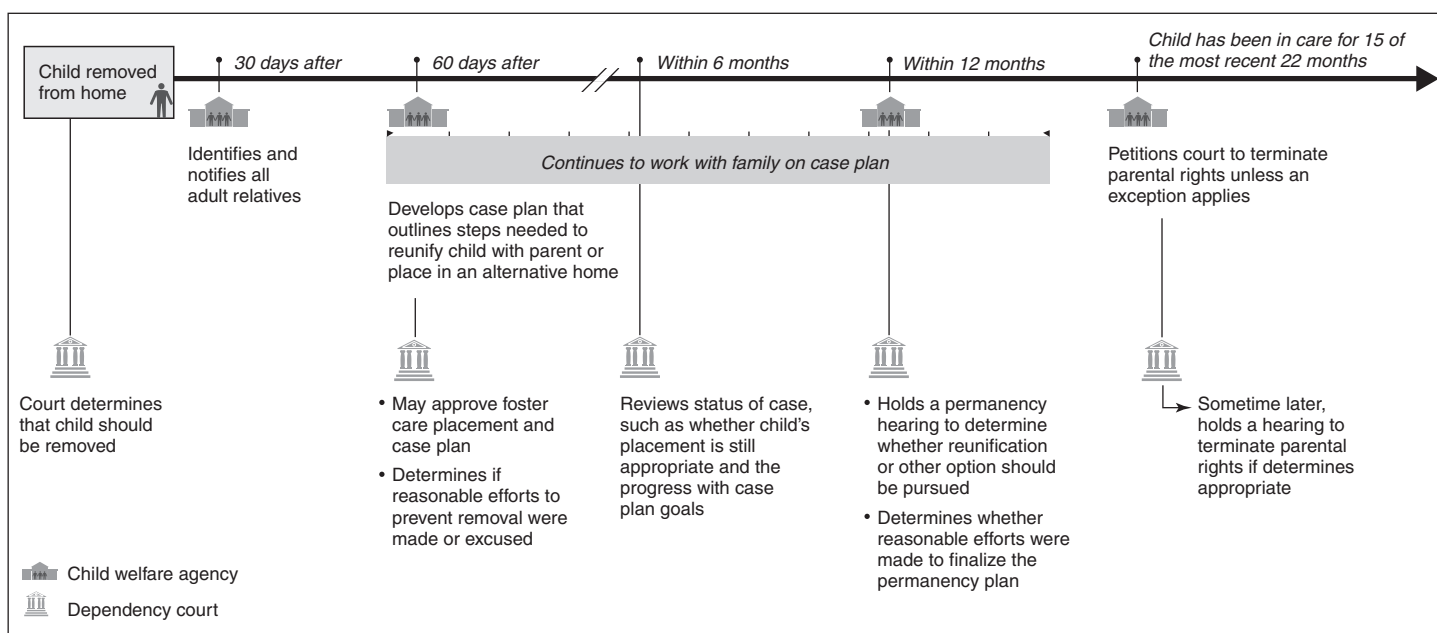 Child removed
from home
30 days after
60 days after
Within 6 months
Within 12 months
Child has been in care for 15 of
the most recent 22 months
Identifies and
notifies all
adult relatives
Continues to work with family on case plan
Develops case plan that
outlines steps needed to
reunify child with parent or
place in an alternative home
Petitions court to terminate
parental rights unless an
exception applies
Court determines
that child should
be removed
• May approve foster
care placement and
case plan
• Determines if
reasonable efforts to
prevent removal were
made or excused
Reviews status of case,
such as whether child's
placement is still
appropriate and the
progress with case
plan goals
• Holds a permanency
hearing to determine
whether reunification
or other option should
be pursued
• Determines whether
reasonable efforts were
made to finalize the
permanency plan
Sometime later,
holds a hearing to
terminate parental
rights if determines
appropriate
Child welfare agency
Dependency court